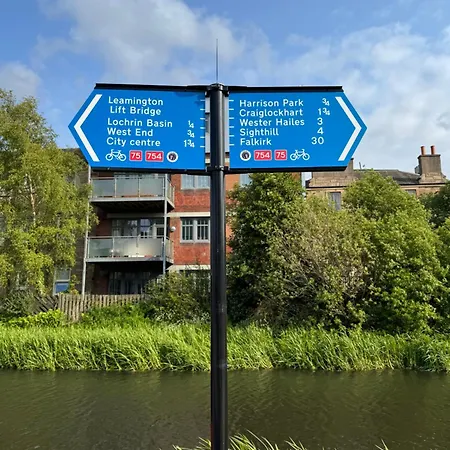 Leamington
Lift Bridge
Lochrin Basin ¼
West End ¾
City centre 1¾
75 754
Harrison Park ¾
Craiglockhart 1¾
Wester Hailes 3
Sighthill 4
Falkirk 30
754 75